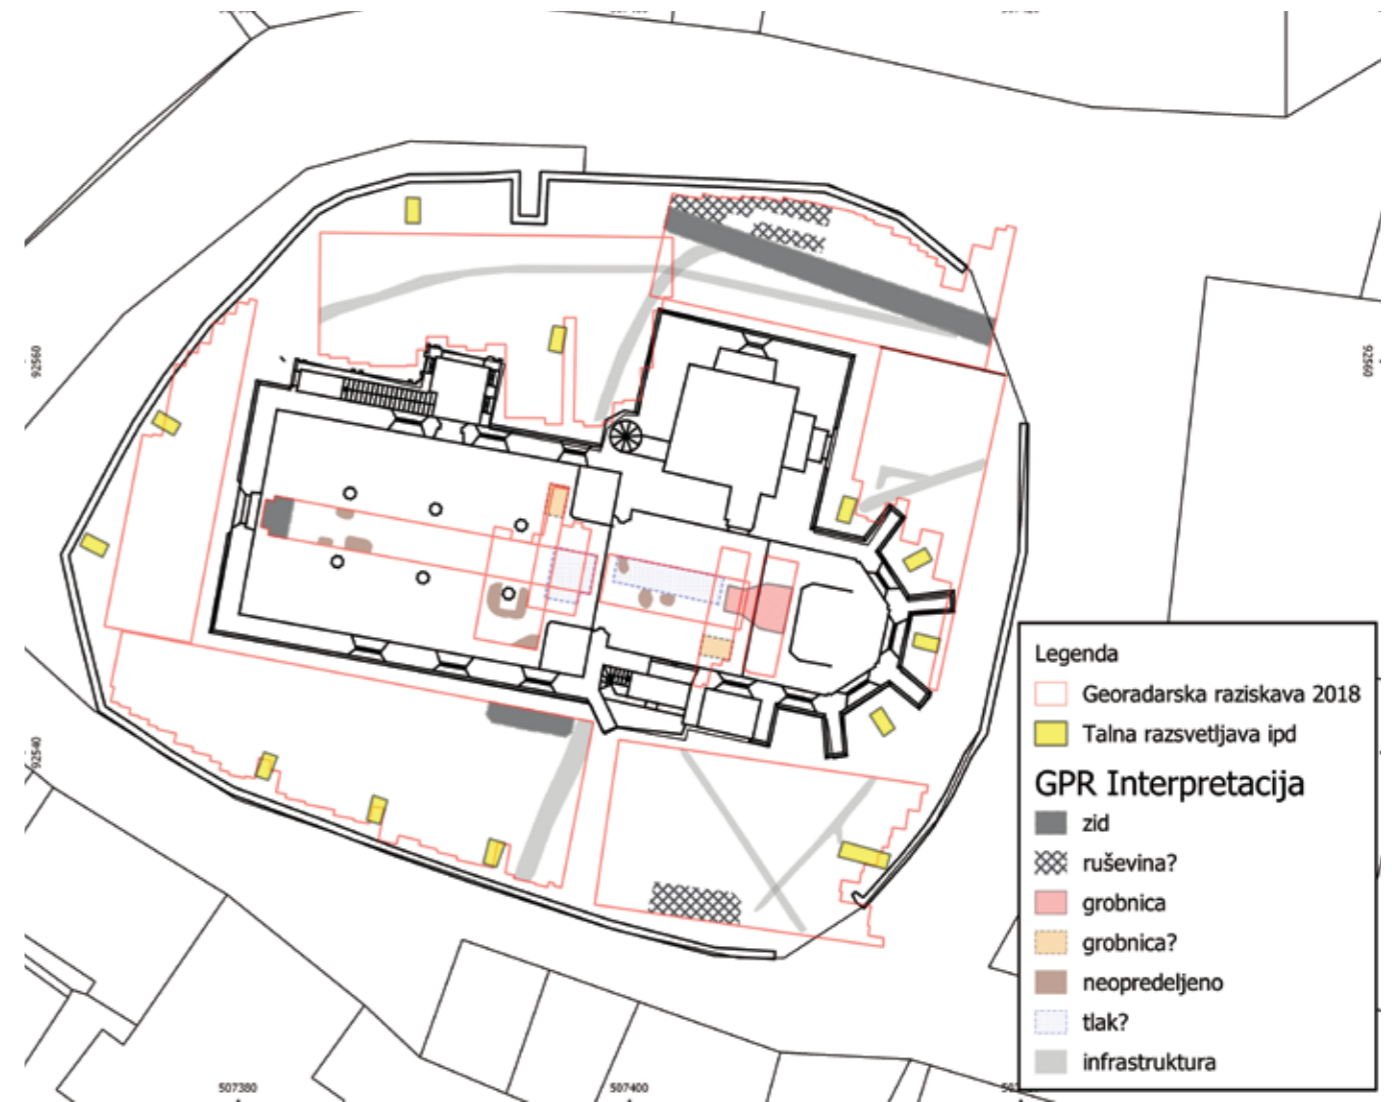 92560
92560
Legenda
Georadarska raziskava 2018
Talna razsvetljava ipd
GPR Interpretacija
zid
ruševina?
grobnica
grobnica?
neopredeljeno
tlak?
infrastruktura
92540
507380
507400